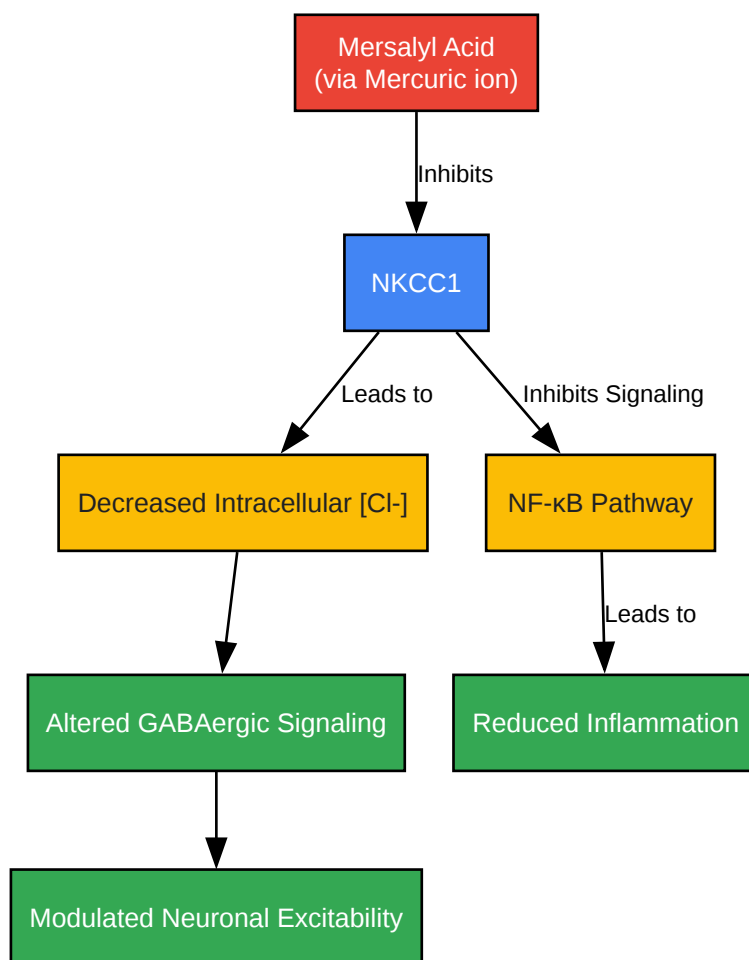 Mersalyl Acid
(via Mercuric ion)
Inhibits
NKCC1
Leads to
Inhibits Signaling
Decreased Intracellular [Cl-]
NF-κB Pathway
Leads to
Altered GABAergic Signaling
Reduced Inflammation
Modulated Neuronal Excitability